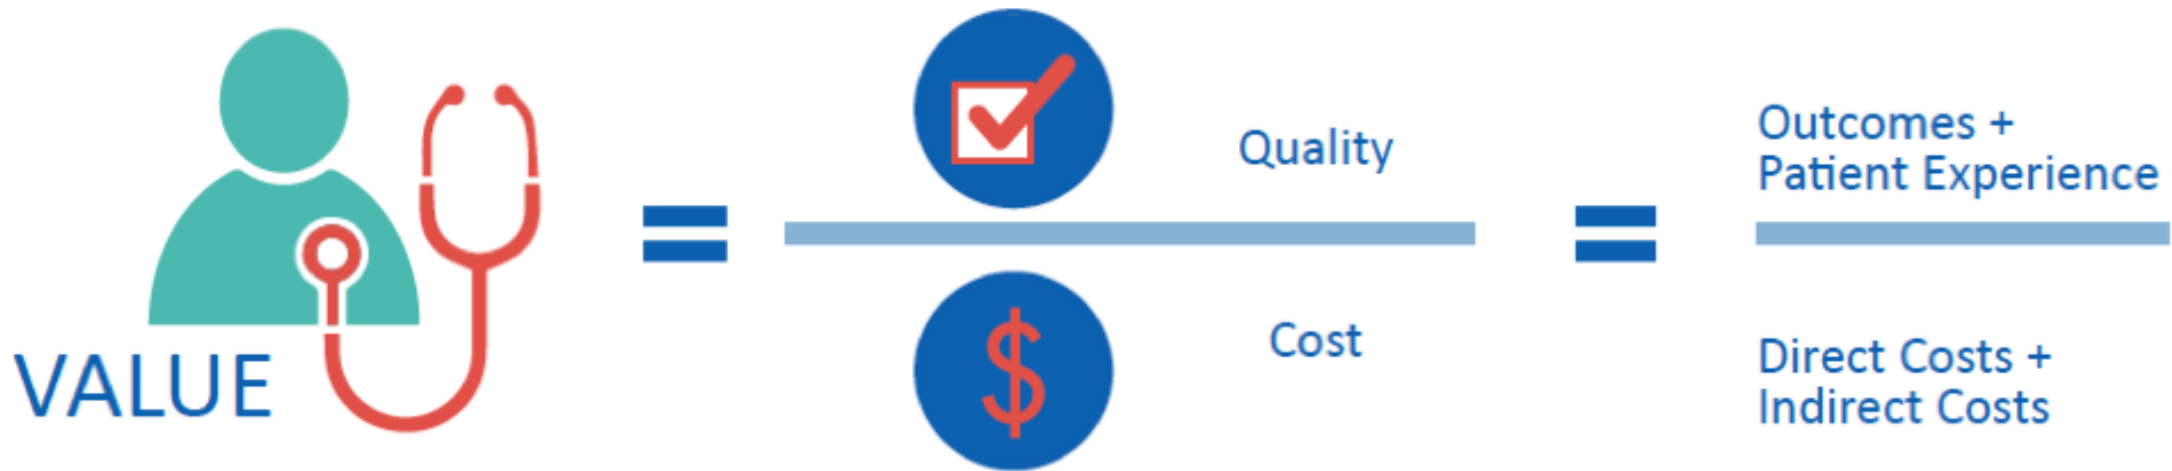 VALUE
=
Quality
Cost
$
=
Outcomes +
Patient Experience
Direct Costs +
Indirect Costs